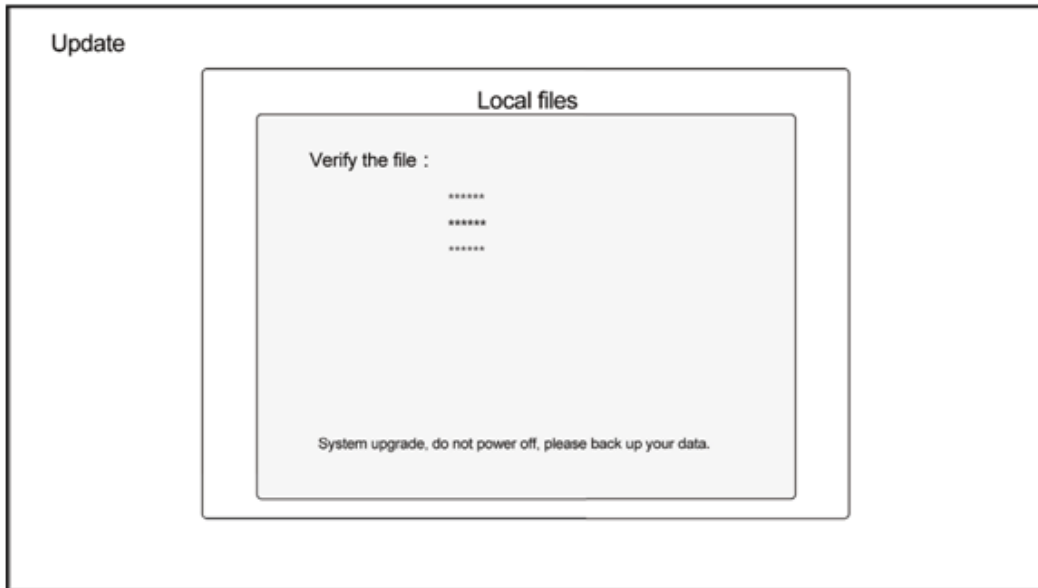 Update
Local files
Verify the file :
******
******
******
System upgrade, do not power off, please back up your data.